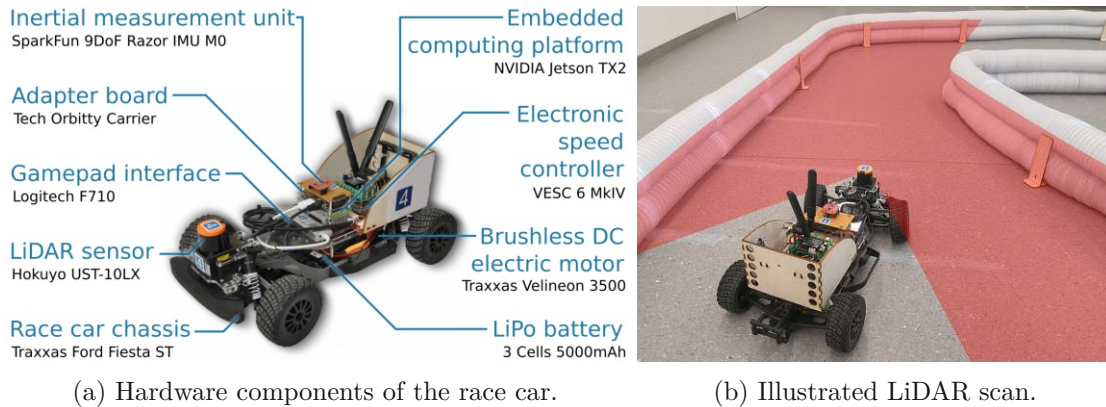 Inertial measurement unit
SparkFun 9DoF Razor IMU M0
Adapter board
Tech Orbitty Carrier
Gamepad interface
Logitech F710
LiDAR sensor
Hokuyo UST-10LX
Race car chassis
Traxxas Ford Fiesta ST
Embedded
computing platform
NVIDIA Jetson TX2
Electronic
speed
controller
VESC 6 MkIV
Brushless DC
electric motor
Traxxas Velineon 3500
LiPo battery
3 Cells 5000mAh
4
(a) Hardware components of the race car.
(b) Illustrated LiDAR scan.